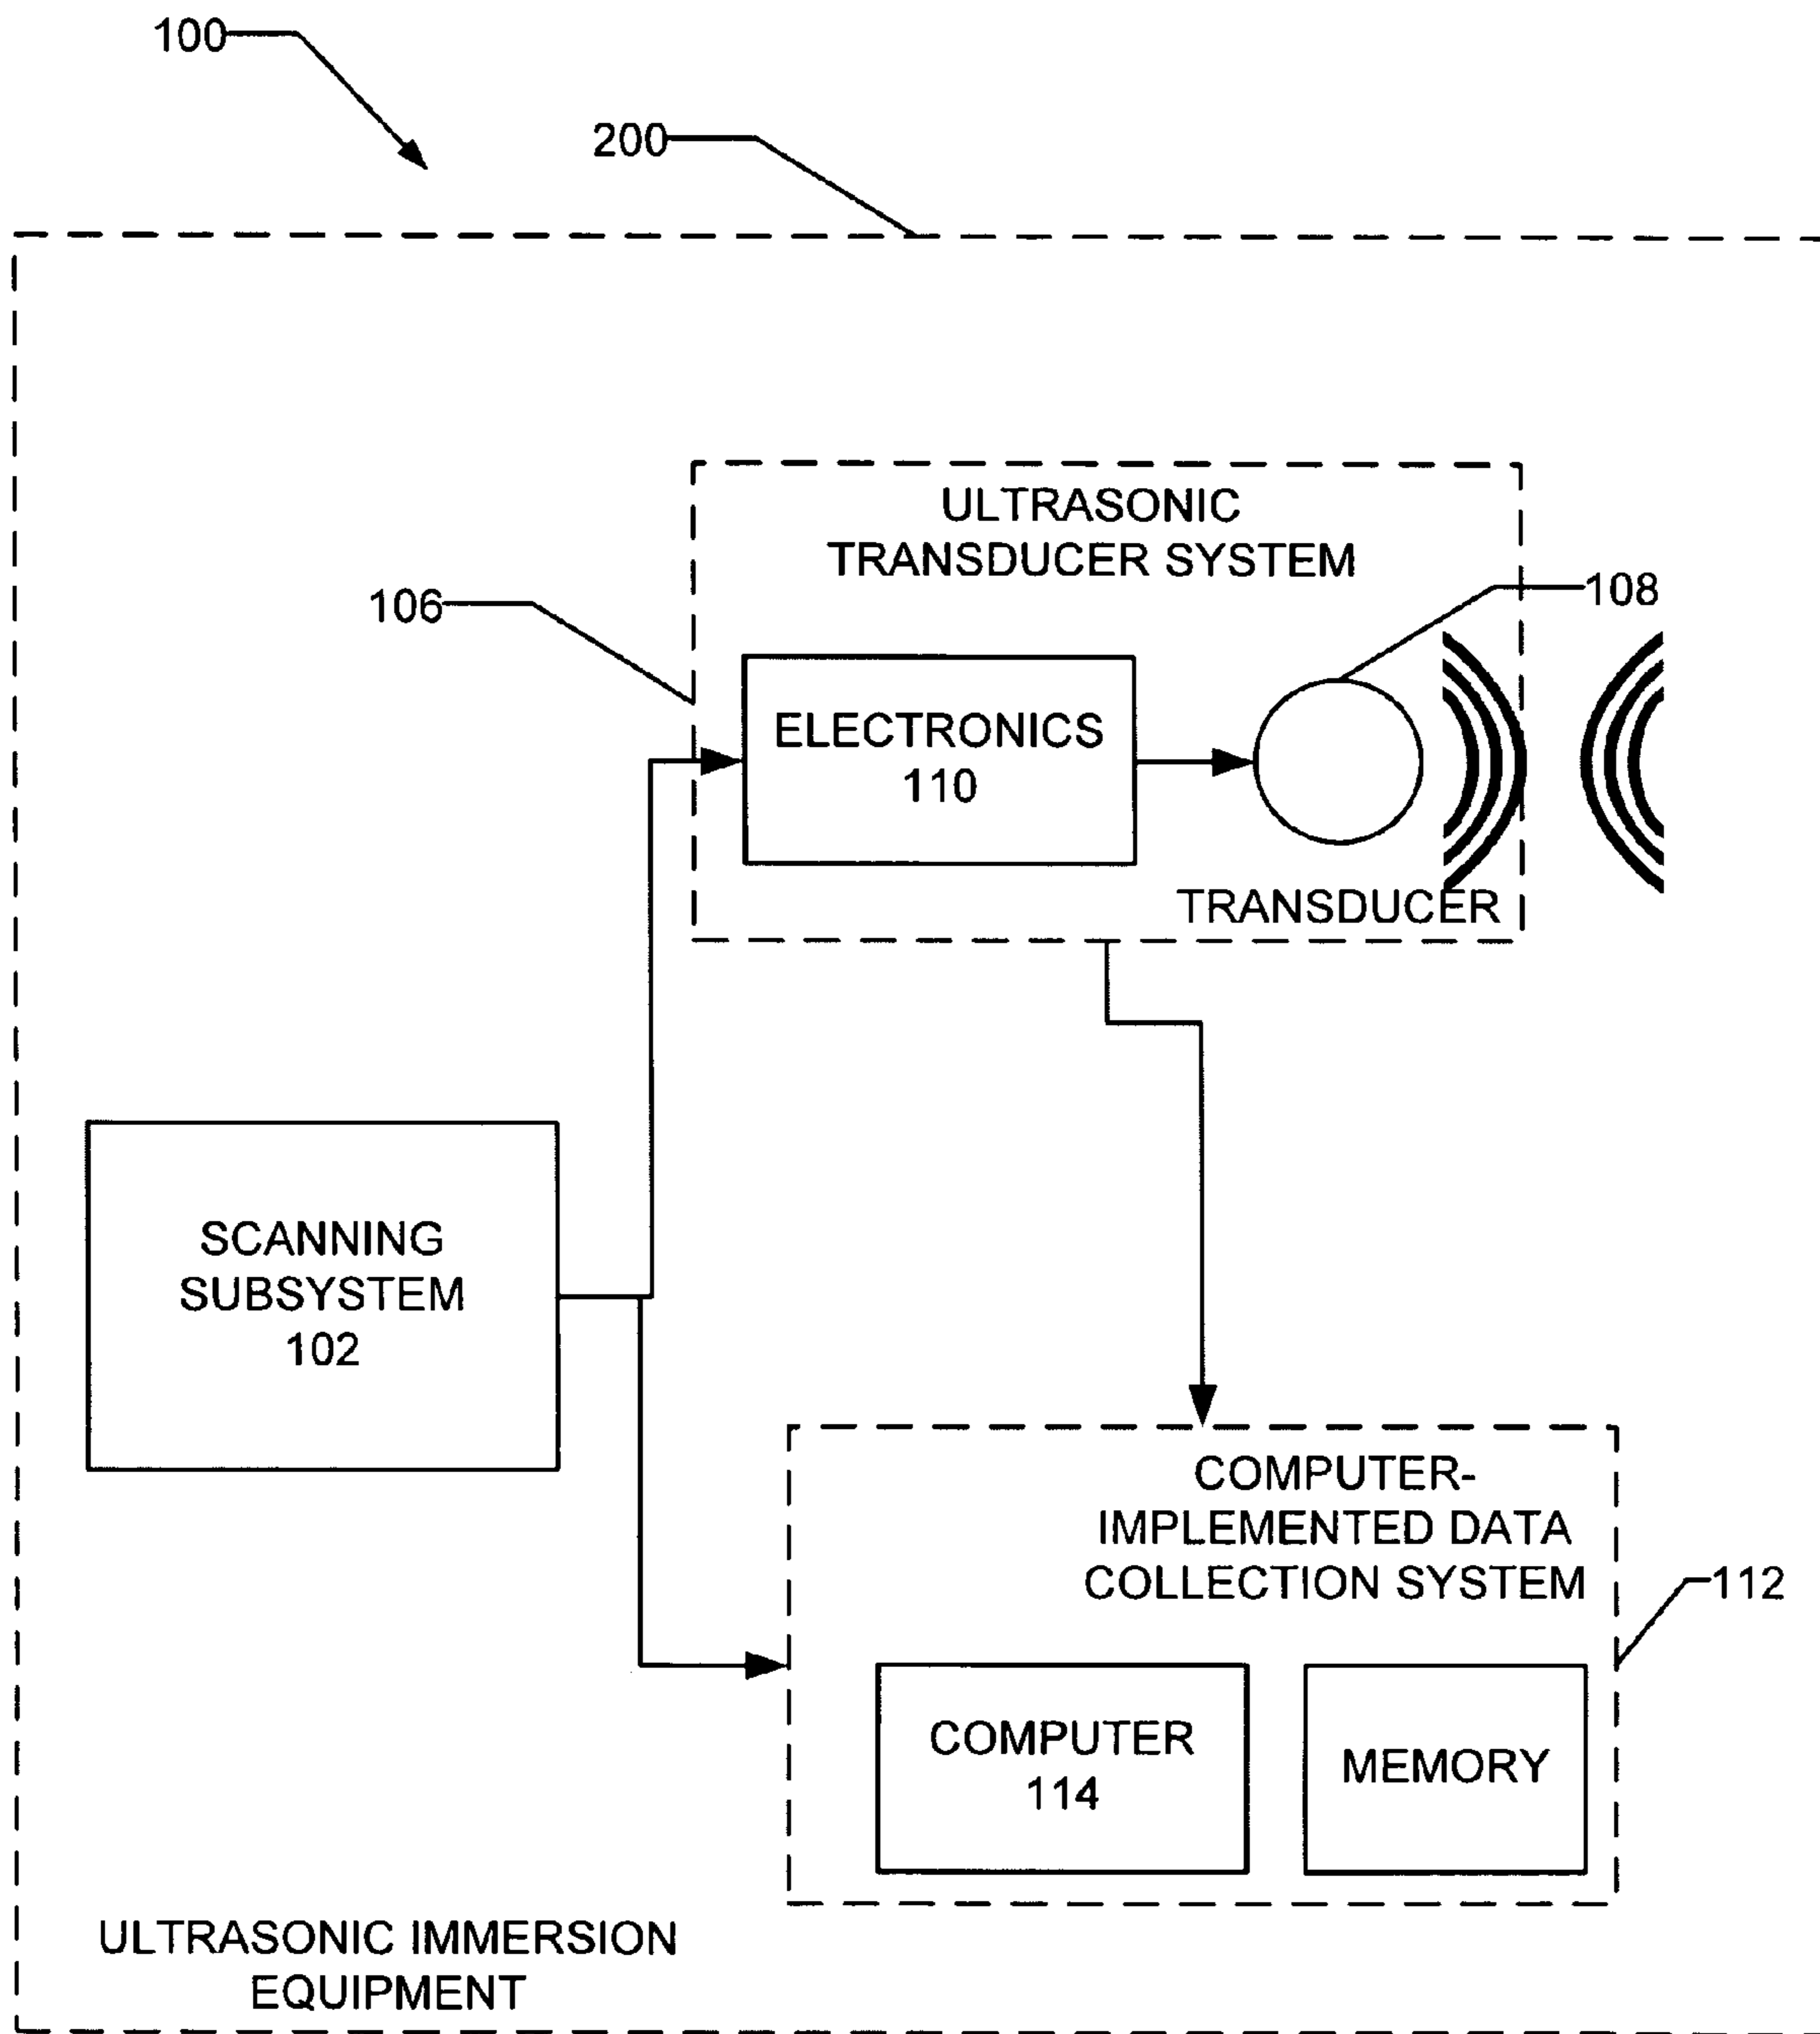 100
200
ULTRASONIC
TRANSDUCER SYSTEM
106
108
ELECTRONICS
110
TRANSDUCER
SCANNING
SUBSYSTEM
102
COMPUTER-
IMPLEMENTED DATA
COLLECTION SYSTEM
112
COMPUTER
114
MEMORY
ULTRASONIC IMMERSION
EQUIPMENT